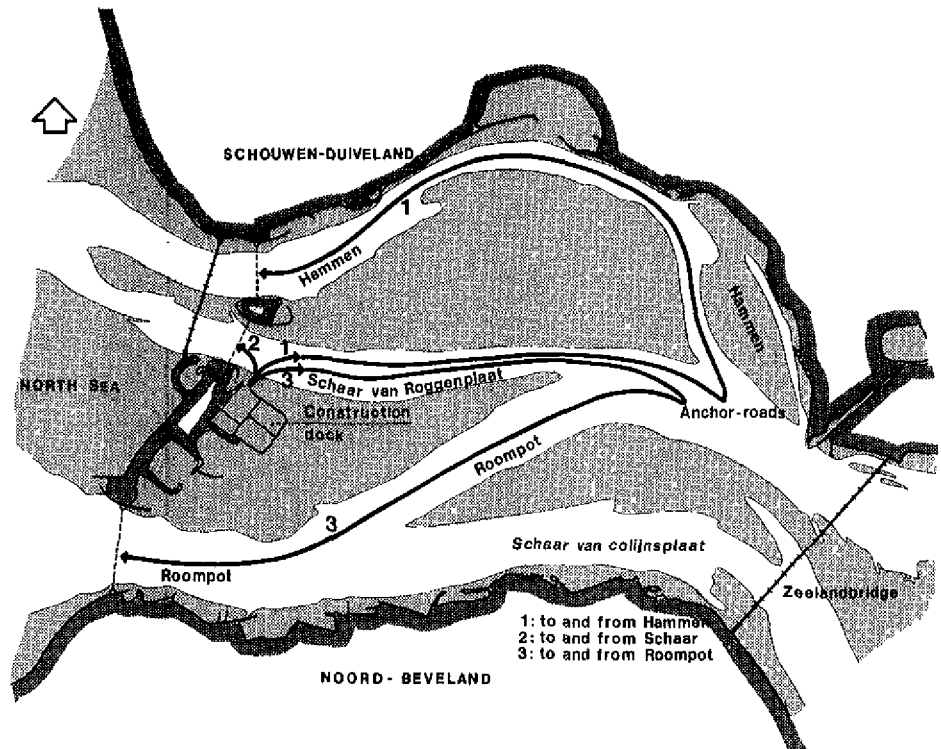 SCHOUWEN-DUIVELAND
1
Hammen
Hammen
2
1
3
NORTH SEA
Schaar van Roggenplaat
Construction
dock
Anchor-roads
Roompot
3
Schaar van colijnsplaat
Roompot
Zeelandbridge
1: to and from Hammen
2: to and from Schaar
3: to and from Roompot
NOORD - BEVELAND